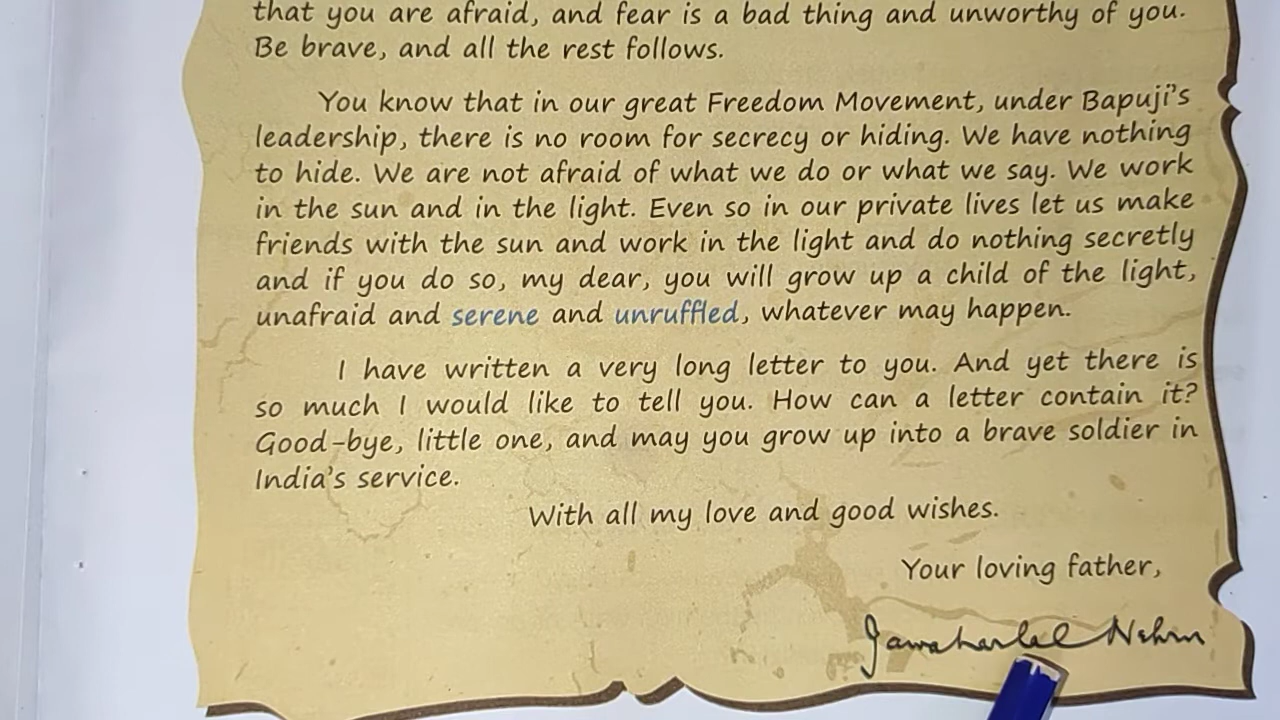 that you are afraid, and fear is a bad thing and unworthy of you.
Be brave, and all the rest follows.
You know that in our great Freedom Movement, under Bapuji's
leadership, there is no room for secrecy or hiding. We have nothing
to hide. We are not afraid of what we do or what we say. We work
in the sun and in the light. Even so in our private lives let us make
friends with the sun and work in the light and do nothing secretly
and if you do so, my dear, you will grow up a child of the light,
unafraid and serene and unruffled, whatever may happen.
I have written a very long letter to you. And yet there is
so much I would like to tell you. How can a letter contain it?
Good-bye, little one, and may you grow up into a brave soldier in
India's service.
With all my love and good wishes.
Your loving father,
Jawaharlal Nehru